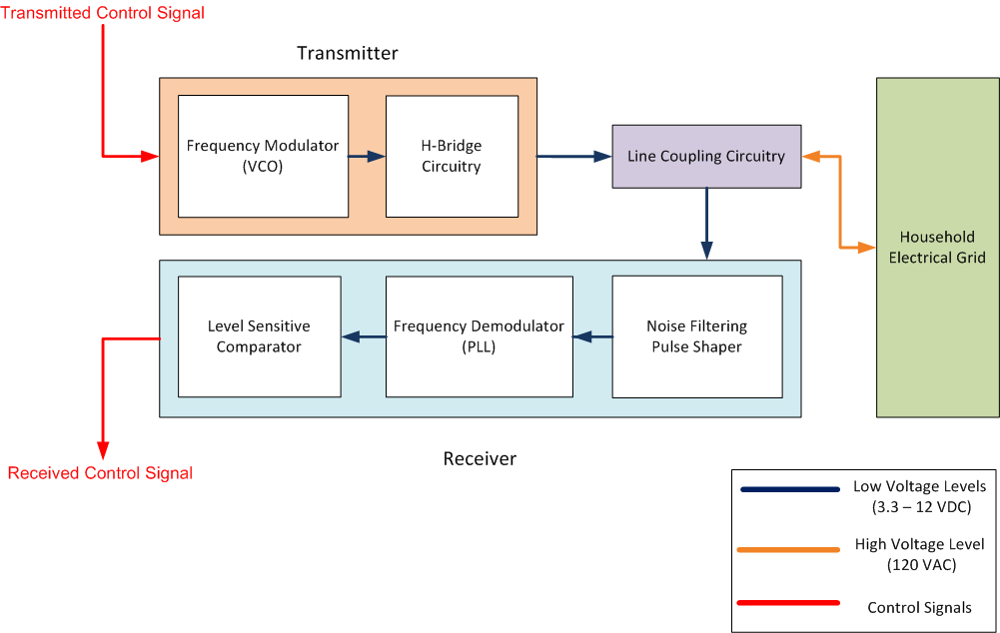 Transmitted Control Signal
Transmitter
Frequency Modulator
(VCO)
H-Bridge
Circuitry
Line Coupling Circuitry
Household
Electrical Grid
Level Sensitive
Comparator
Frequency Demodulator
(PLL)
Noise Filtering
Pulse Shaper
Received Control Signal
Receiver
Low Voltage Levels
(3.3 – 12 VDC)
High Voltage Level
(120 VAC)
Control Signals